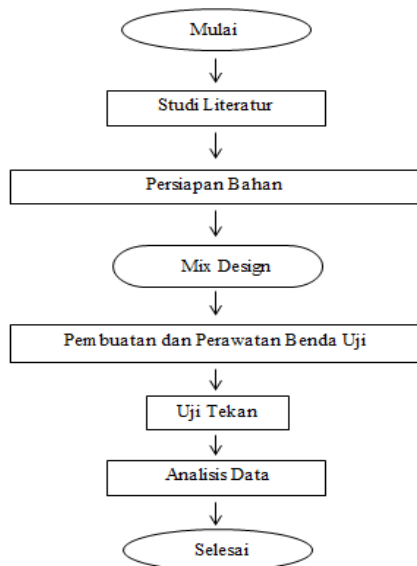 Mulai
Studi Literatur
Persiapan Bahan
Mix Design
Pembuatan dan Perawatan Benda Uji
Uji Tekan
Analisis Data
Selesai